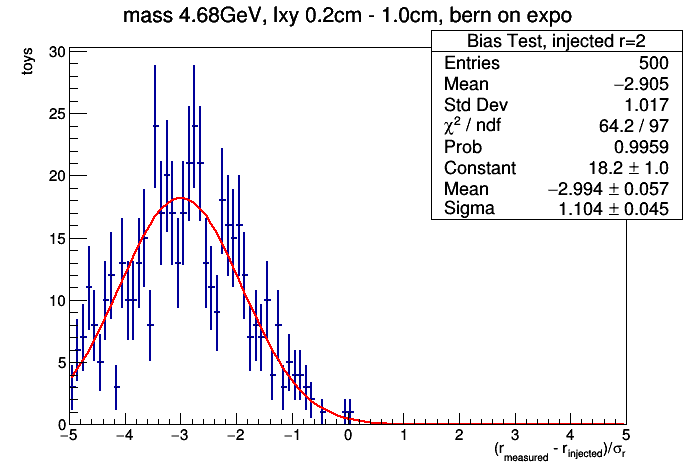 mass 4.68GeV, lxy 0.2cm - 1.0cm, bern on expo
Bias Test, injected r=2
Entries 500
Mean −2.905
Std Dev 1.017
χ² / ndf 64.2 / 97
Prob 0.9959
Constant 18.2 ± 1.0
Mean −2.994 ± 0.057
Sigma 1.104 ± 0.045
toys
30
25
20
15
10
5
0
−5 −4 −3 −2 −1 0 1 2 3 4 5
(r_measured - r_injected)/σ_r